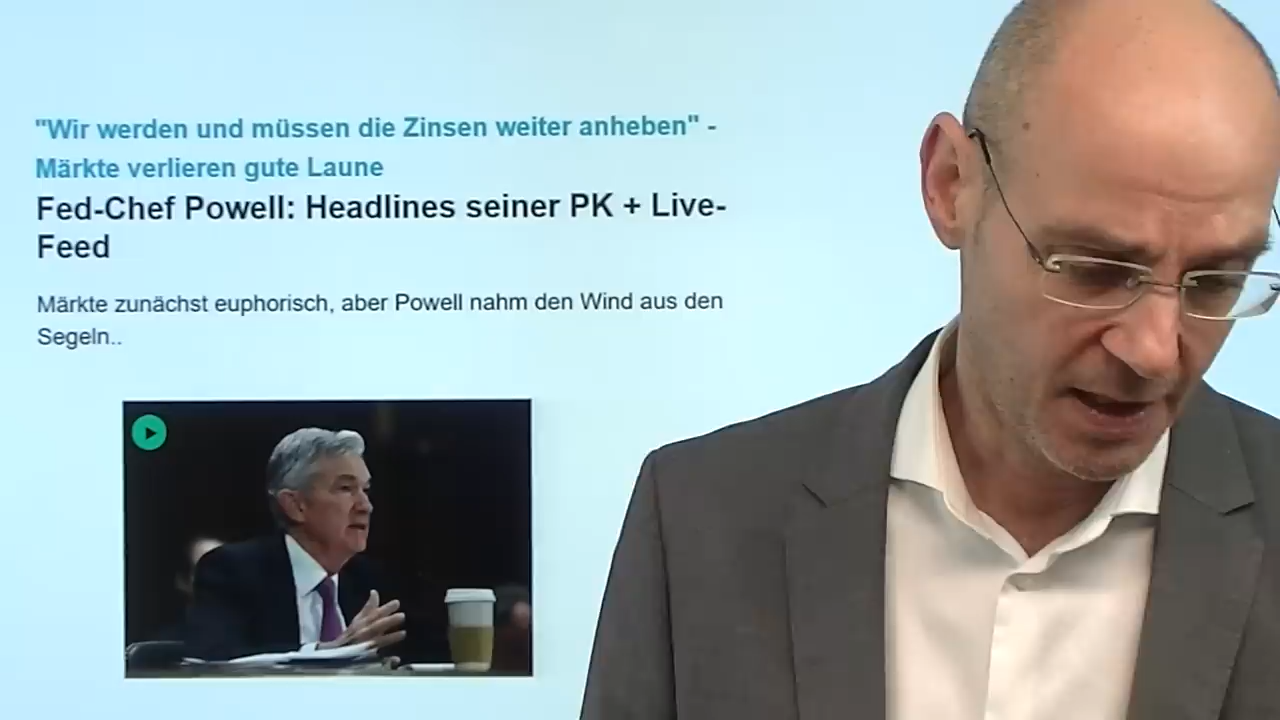 "Wir werden und müssen die Zinsen weiter anheben" -
Märkte verlieren gute Laune
Fed-Chef Powell: Headlines seiner PK + Live-
Feed
Märkte zunächst euphorisch, aber Powell nahm den Wind aus den
Segeln..